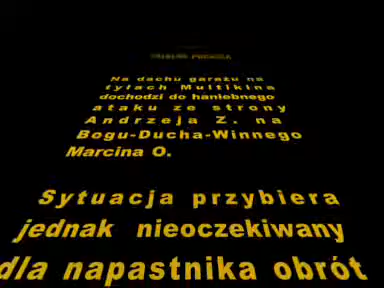 Na dachu garażu na
tyłach Multikina
dochodzi do haniebnego
ataku ze strony
Andrzeja Z. na
Bogu-Ducha-Winnego
Marcina O.
Sytuacja przybiera
jednak nieoczekiwany
dla napastnika obrót